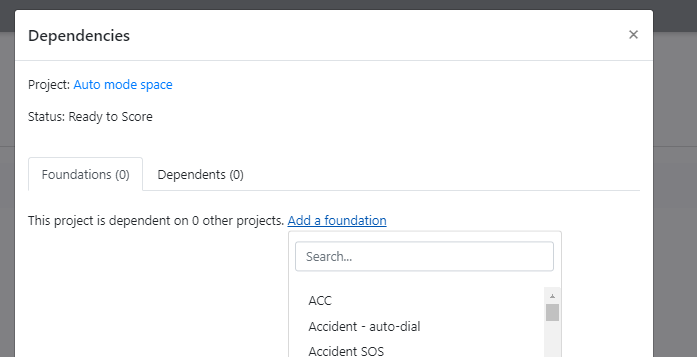 Dependencies
×
Project: Auto mode space
Status: Ready to Score
Foundations (0)
Dependents (0)
This project is dependent on 0 other projects. Add a foundation
Search...
ACC
Accident - auto-dial
Accident SOS